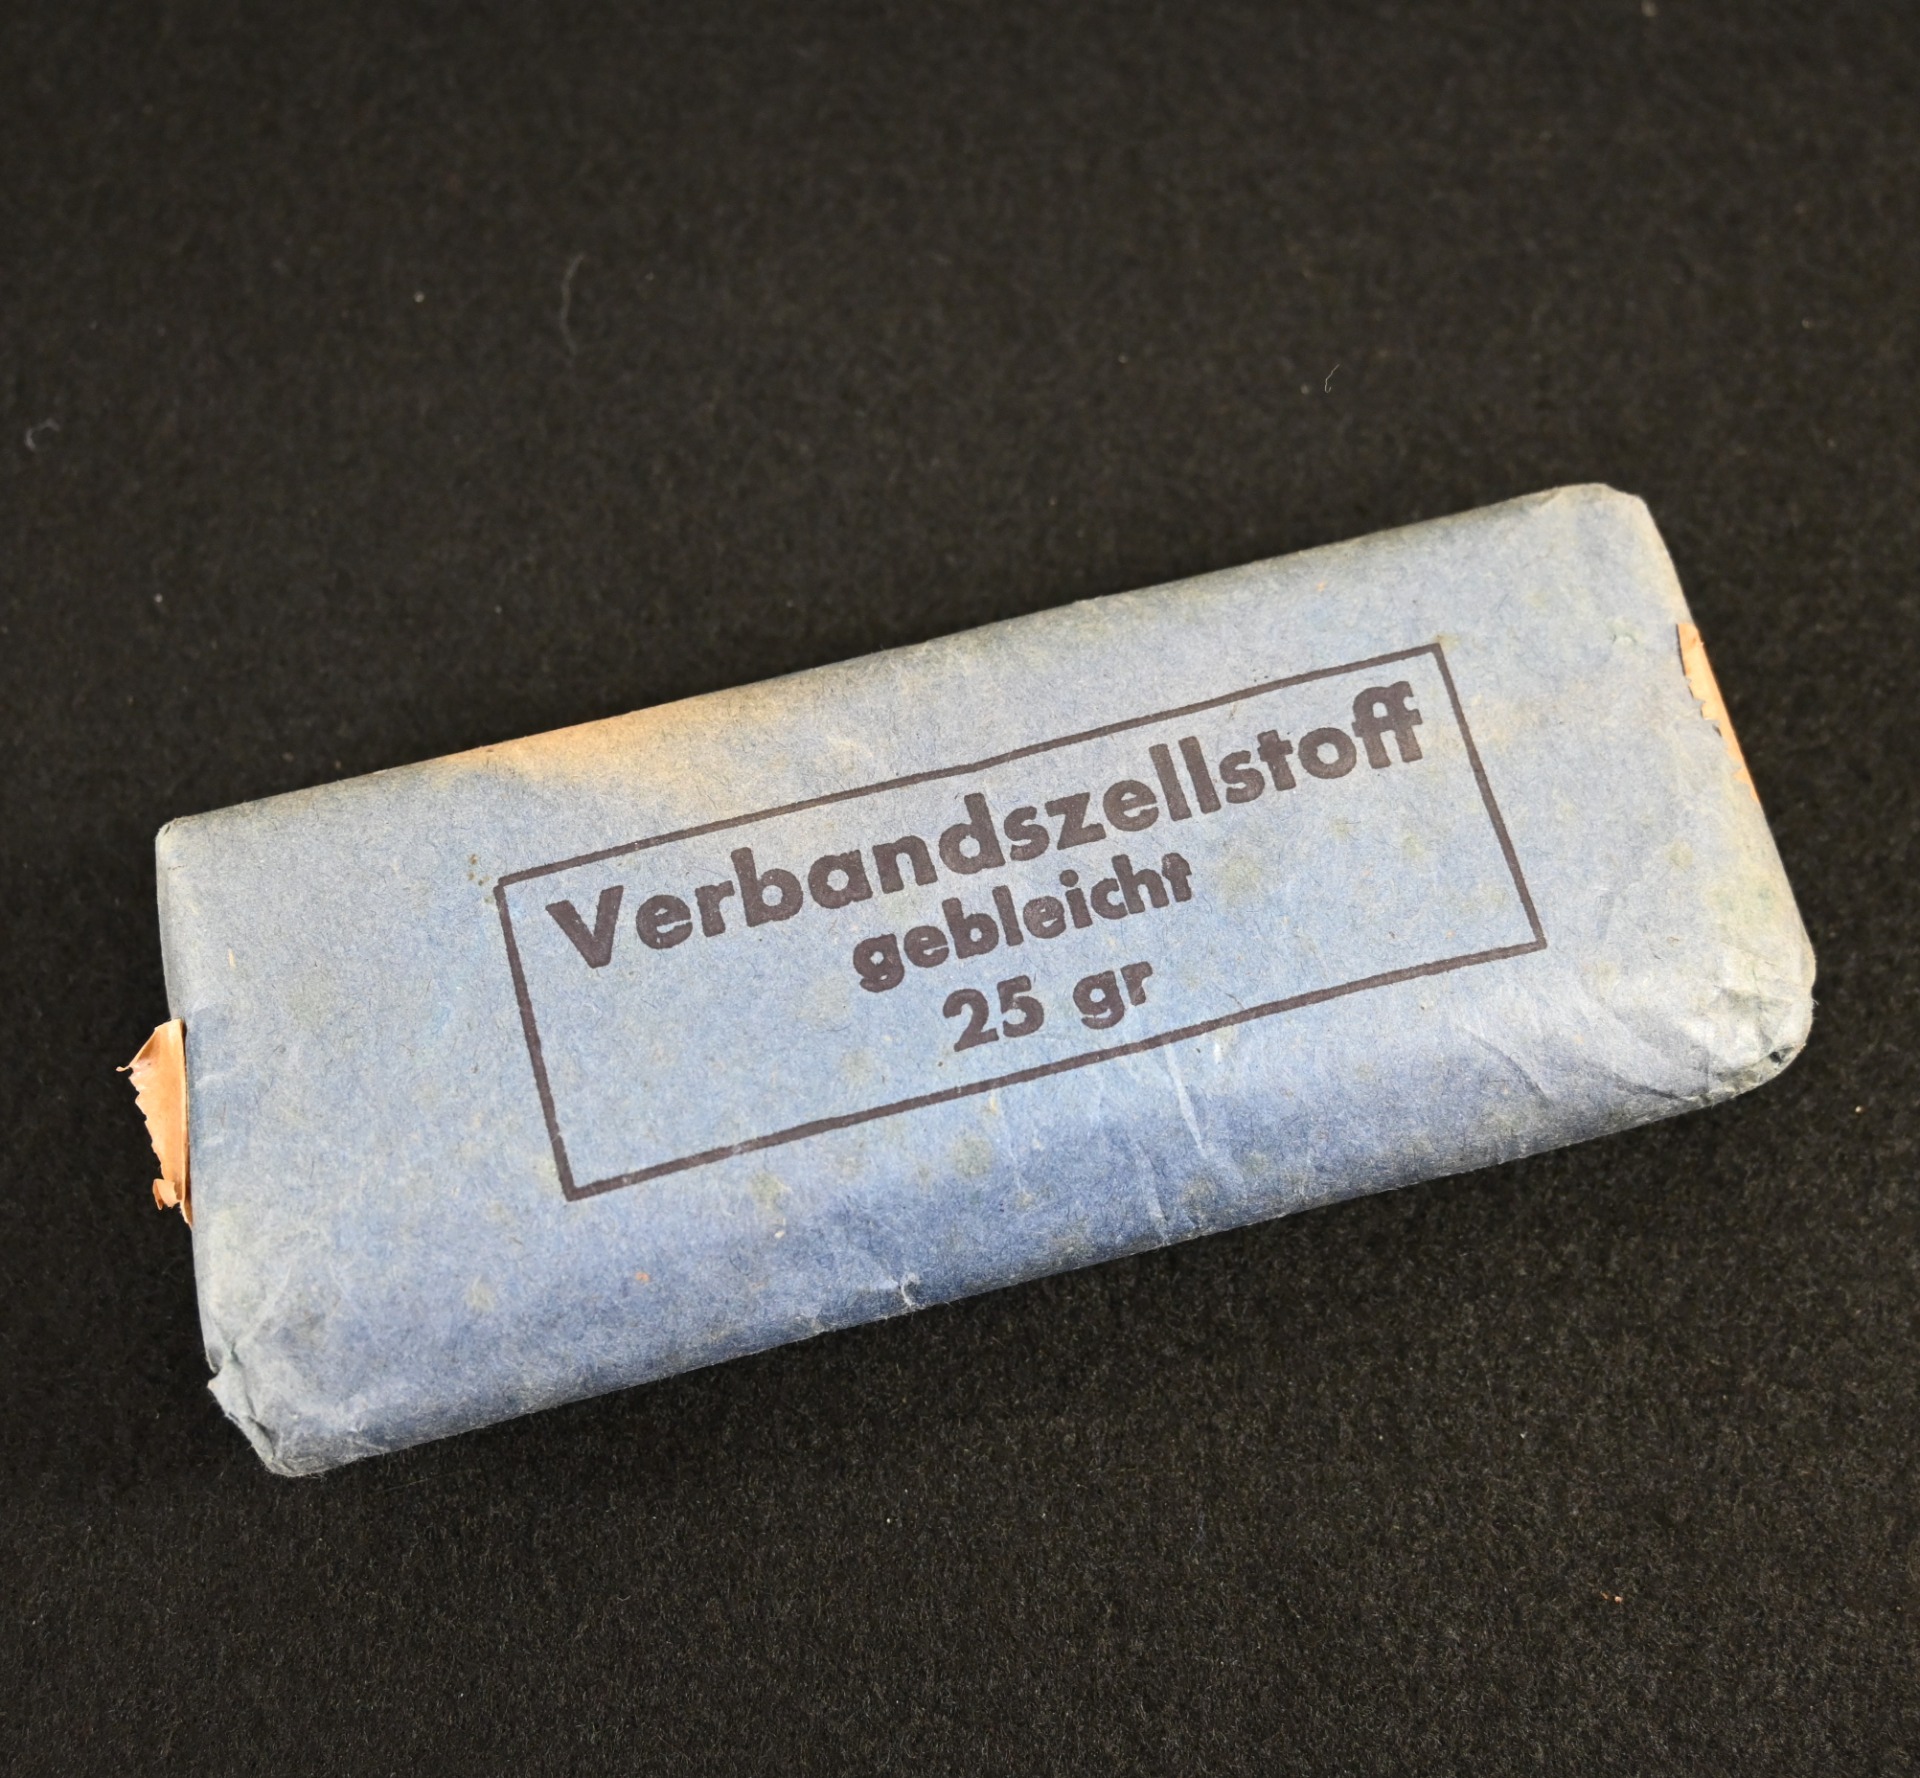 Verbandszellstoff
gebleicht
25 gr